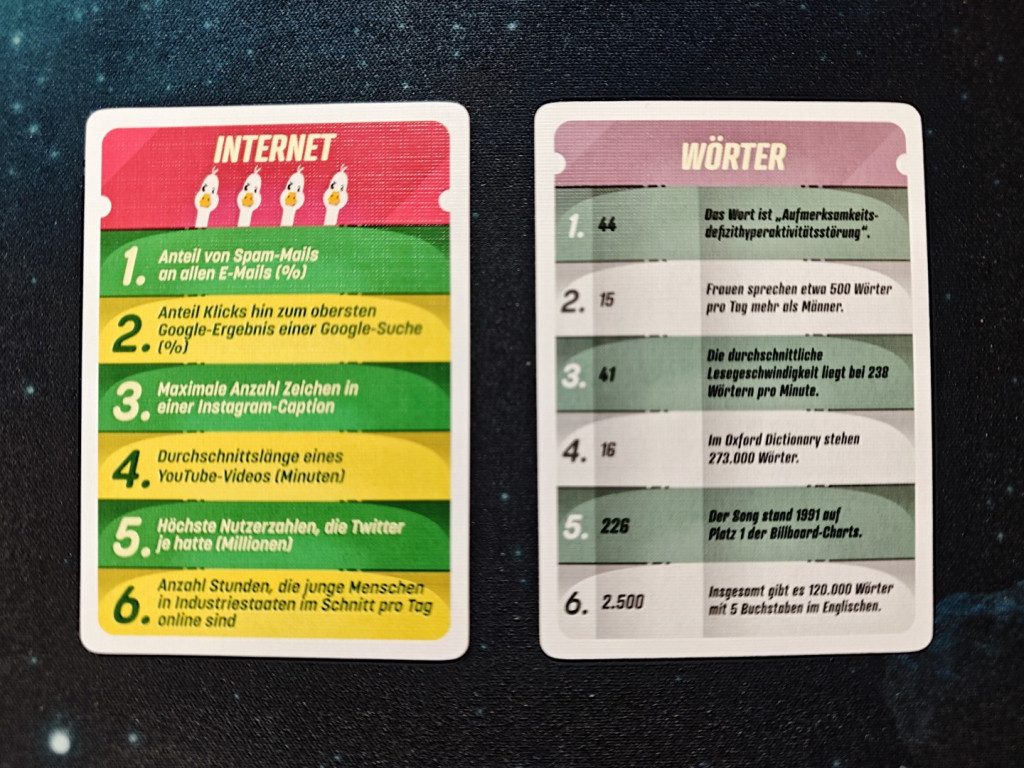 INTERNET
1. Anteil von Spam-Mails
an allen E-Mails (%)
2. Anteil Klicks hin zum obersten
Google-Ergebnis einer Google-Suche
(%)
3. Maximale Anzahl Zeichen in
einer Instagram-Caption
4. Durchschnittslänge eines
YouTube-Videos (Minuten)
5. Höchste Nutzerzahlen, die Twitter
je hatte (Millionen)
6. Anzahl Stunden, die junge Menschen
in Industriestaaten im Schnitt pro Tag
online sind
WÖRTER
1. 44 Das Wort ist „Aufmerksamkeits-
defizithyperaktivitätsstörung“.
2. 15 Frauen sprechen etwa 500 Wörter
pro Tag mehr als Männer.
3. 41 Die durchschnittliche
Lesegeschwindigkeit liegt bei 238
Wörtern pro Minute.
4. 16 Im Oxford Dictionary stehen
273.000 Wörter.
5. 226 Der Song stand 1991 auf
Platz 1 der Billboard-Charts.
6. 2.500 Insgesamt gibt es 120.000 Wörter
mit 5 Buchstaben im Englischen.